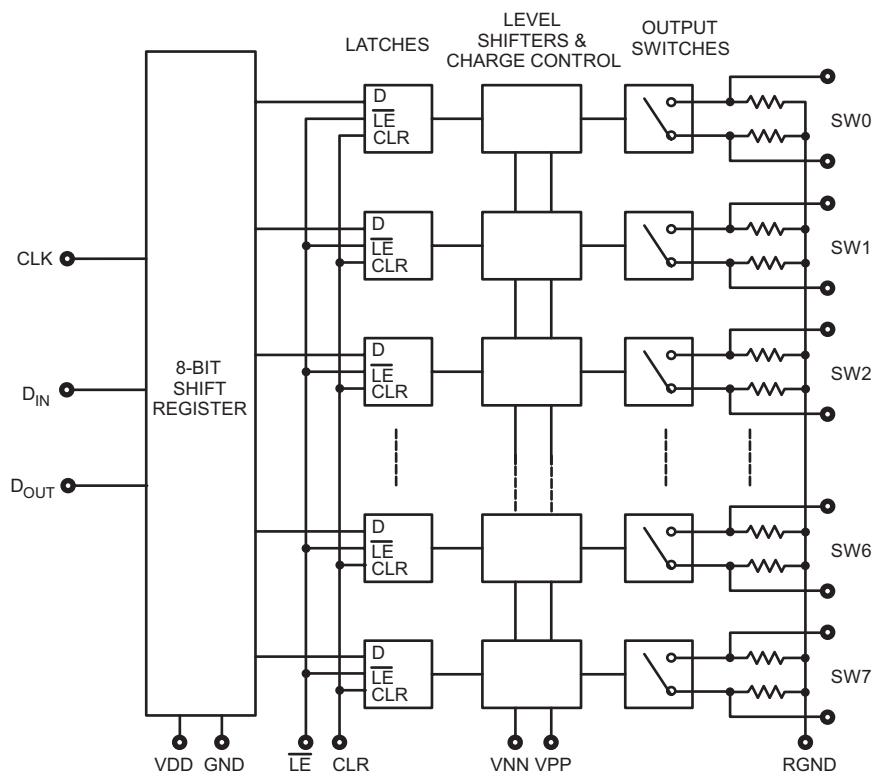 LATCHES
LEVEL
SHIFTERS &
CHARGE CONTROL
OUTPUT
SWITCHES
D
LE
CLR
SW0
D
LE
CLR
SW1
CLK
D
LE
CLR
SW2
8-BIT
SHIFT
REGISTER
DIN
DOUT
D
LE
CLR
SW6
D
LE
CLR
SW7
VDD GND LE CLR VNN VPP RGND